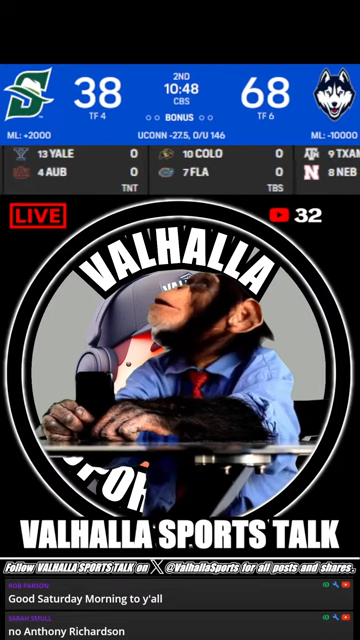 2ND
10:48
CBS
38
TF 4
68
TF 6
BONUS
ML: +2000
UCONN -27.5, O/U 146
ML: -10000
13 YALE 0
4 AUB 0
TNT
10 COLO 0
7 FLA 0
TBS
9 TXAM
8 NEB
LIVE
32
VALHALLA
VALHALLA SPORTS TALK
Follow VALHALLA SPORTS TALK on X @ValhallaSports for all posts and shares.
ROB PARSON
Good Saturday Morning to y'all
SARAH SMULL
no Anthony Richardson